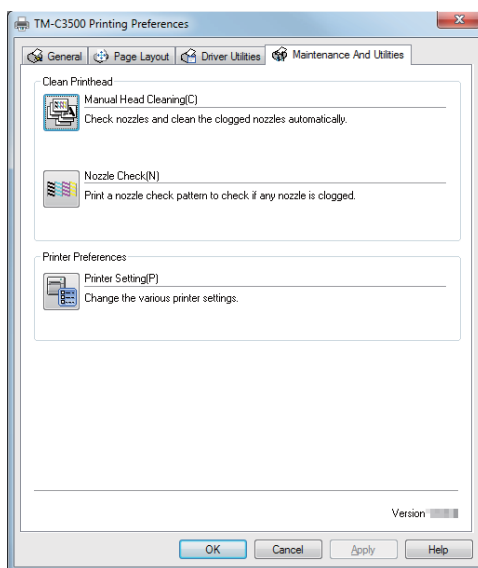 TM-C3500 Printing Preferences
General Page Layout Driver Utilities Maintenance And Utilities
Clean Printhead
Manual Head Cleaning(C)
Check nozzles and clean the clogged nozzles automatically.
Nozzle Check(N)
Print a nozzle check pattern to check if any nozzle is clogged.
Printer Preferences
Printer Setting(P)
Change the various printer settings.
Version
OK Cancel Apply Help